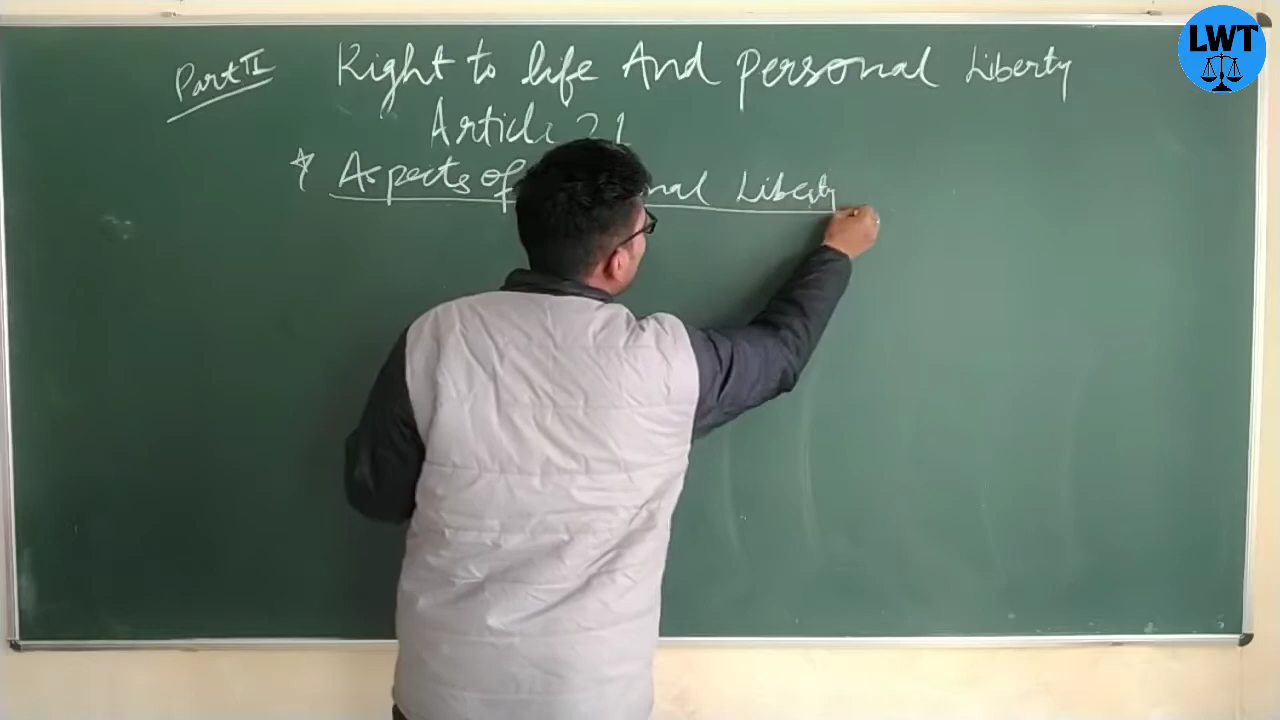 Part II
Right to life And personal Liberty
Article 21
* Aspects of nal Liberty
LWT